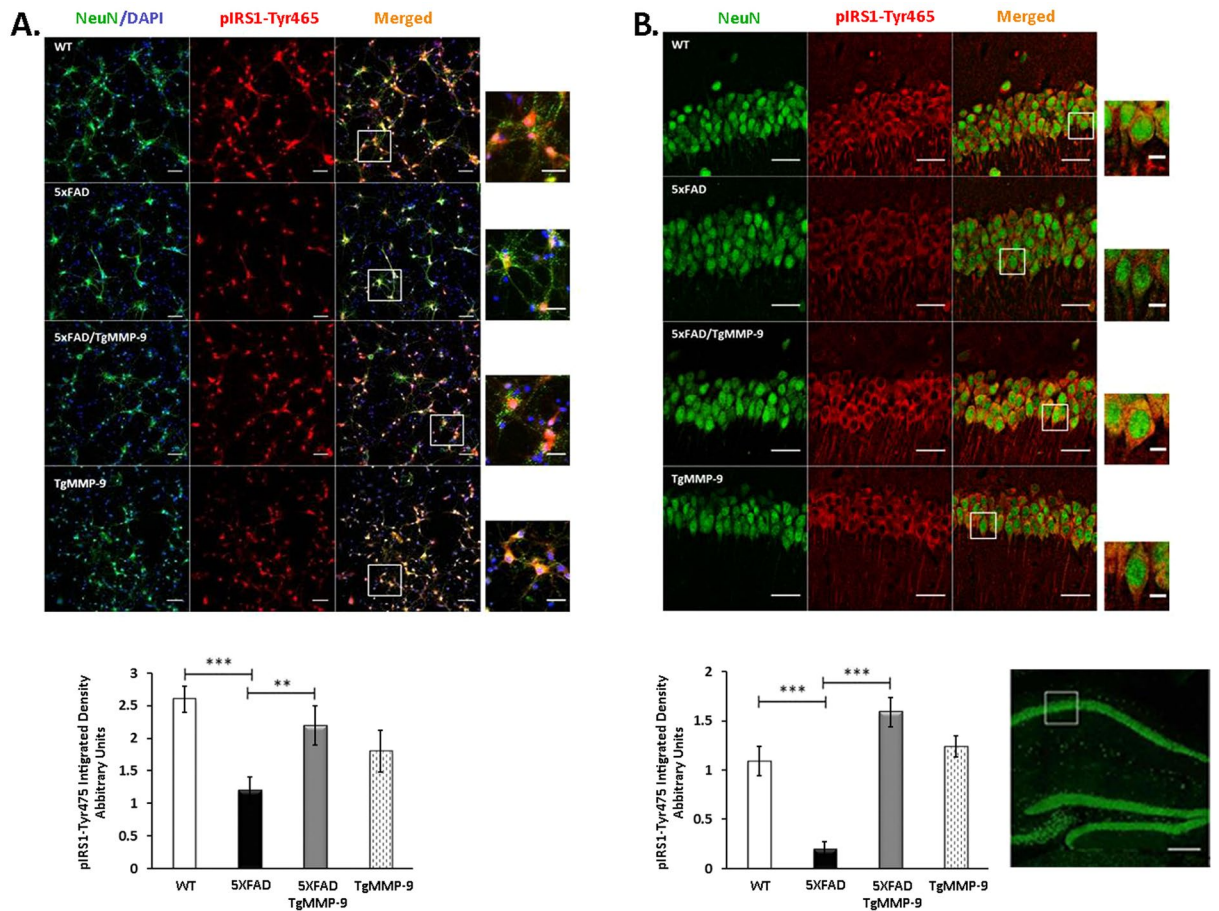 A.
NeuN/DAPI
pIRS1-Tyr465
Merged
WT
5xFAD
5xFAD/TgMMP-9
TgMMP-9
pIRS1-Tyr475 Intigrated Density
Abbitrary Units
3
2.5
2
1.5
1
0.5
0
***
**
WT
5XFAD
5XFAD
TgMMP-9
TgMMP-9
B.
NeuN
pIRS1-Tyr465
Merged
WT
5xFAD
5xFAD/TgMMP-9
TgMMP-9
pIRS1-Tyr475 Intigrated Density
Abbitrary Units
2
1.5
1
0.5
0
***
***
WT
5XFAD
5XFAD
TgMMP-9
TgMMP-9